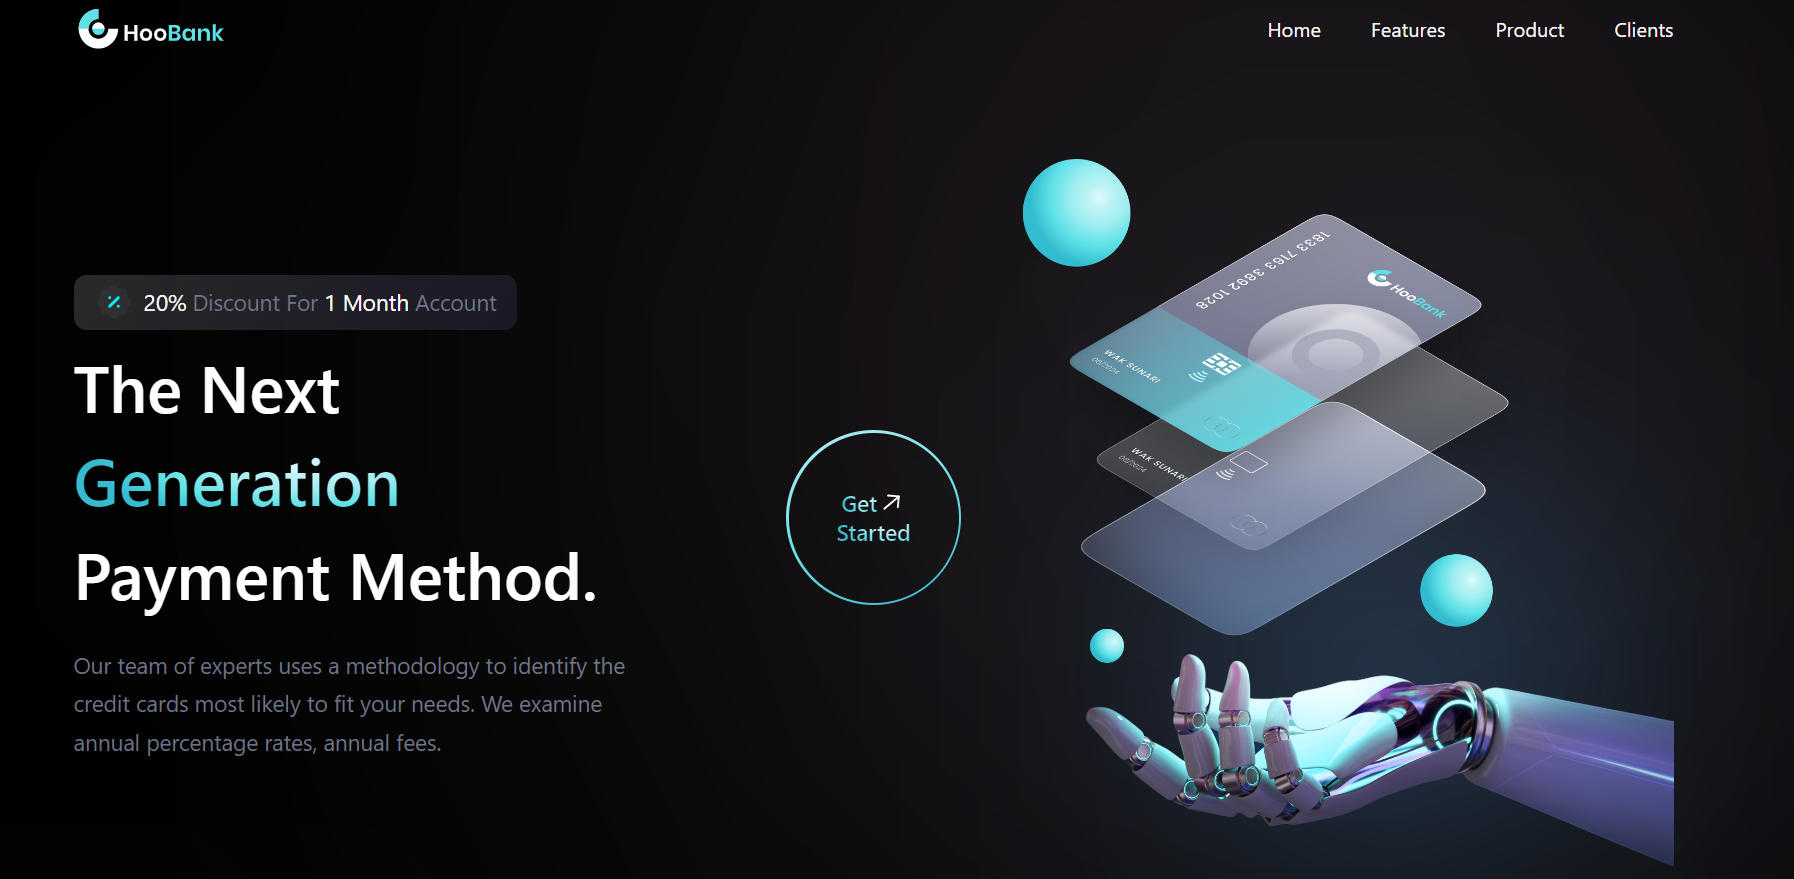 HooBank
Home
Features
Product
Clients
20% Discount For 1 Month Account
The Next
Generation
Payment Method.
Our team of experts uses a methodology to identify the
credit cards most likely to fit your needs. We examine
annual percentage rates, annual fees.
Get
Started
1833 7163 3892 1028
HooBank
WAK SUNARI
08/2024
WAK SUNARI
08/2024